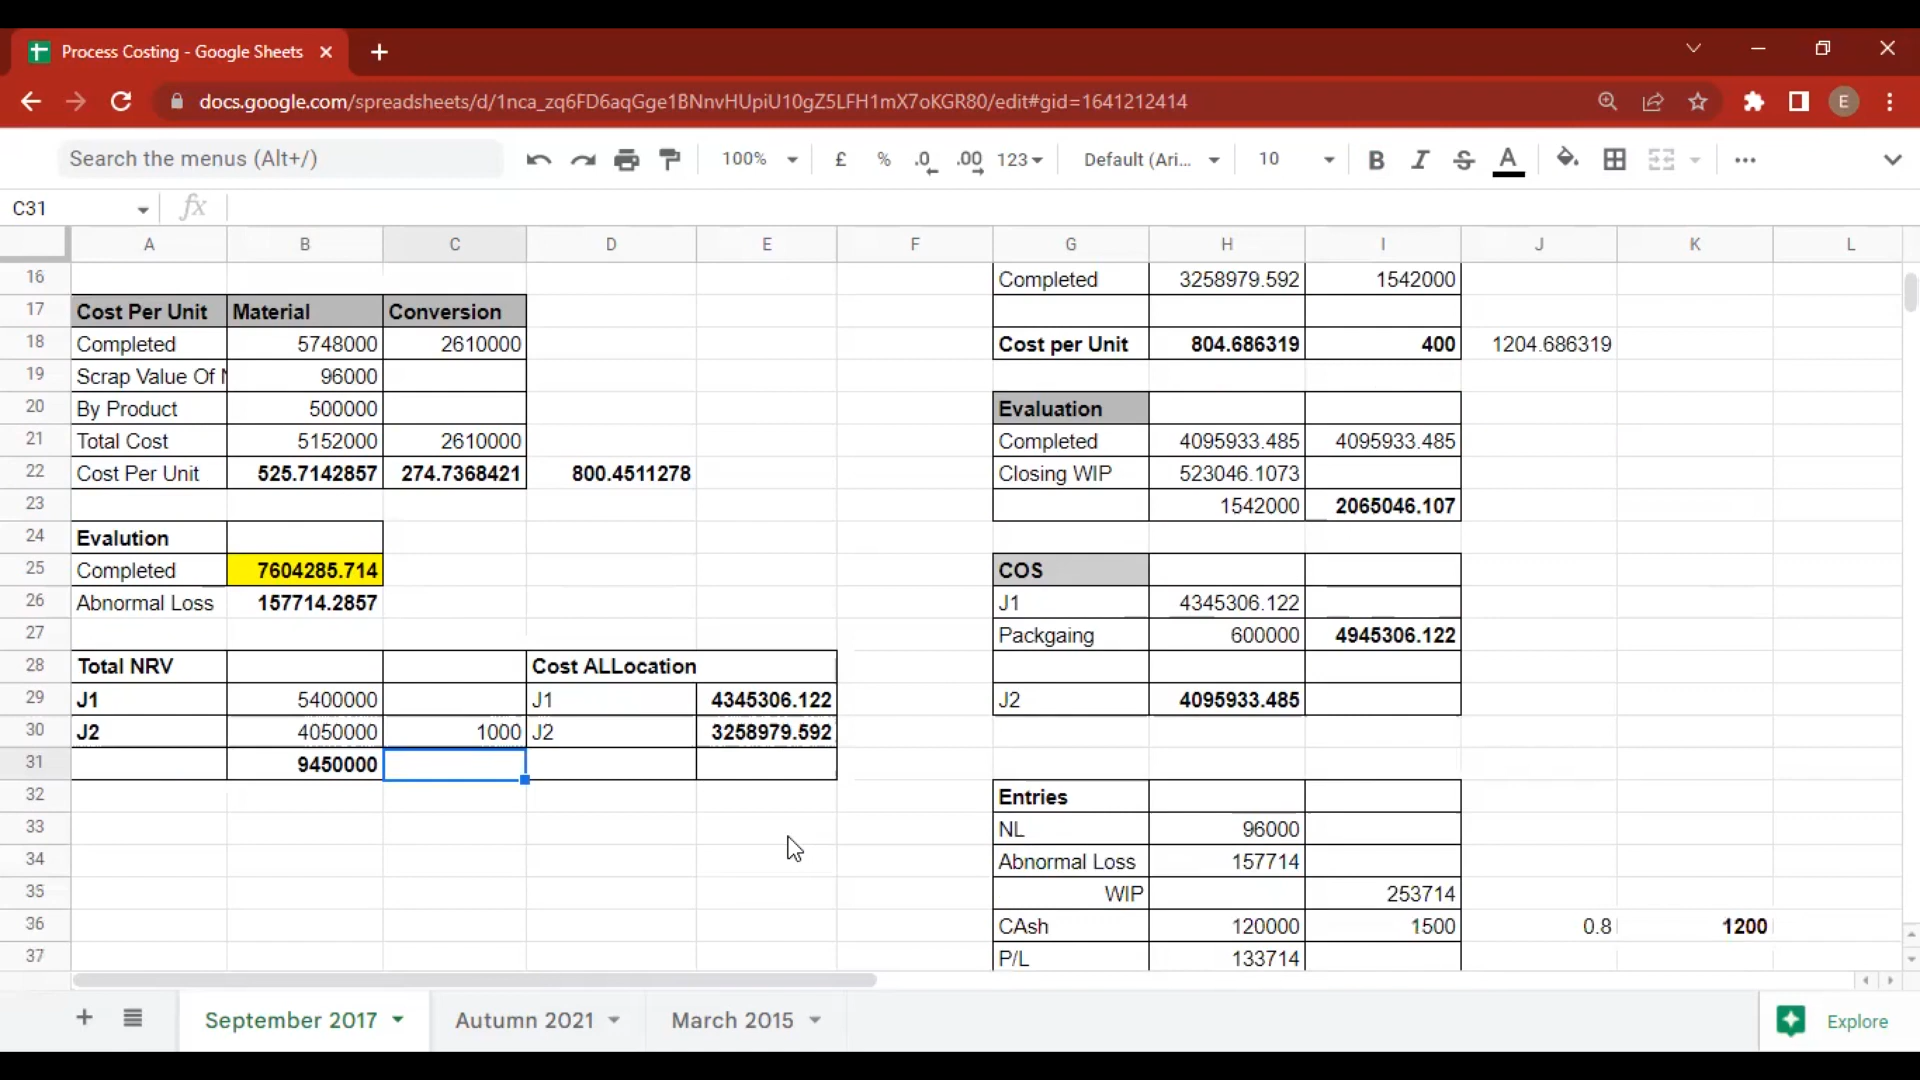 Process Costing - Google Sheets
docs.google.com/spreadsheets/d/1nca_zq6FD6aqGge1BNnvHUpiU10gZ5LFH1mX7oKGR80/edit#gid=1641212414
E
Search the menus (Alt+/)
100%
£
%
.0
.00
123
Default (Ari...
10
B
I
S
A
C31
fx
A B C D E F G H I J K L
16 Completed 3258979.592 1542000
17 Cost Per Unit Material Conversion
18 Completed 5748000 2610000 Cost per Unit 804.686319 400 1204.686319
19 Scrap Value Of 96000
20 By Product 500000 Evaluation
21 Total Cost 5152000 2610000 Completed 4095933.485 4095933.485
22 Cost Per Unit 525.7142857 274.7368421 800.4511278 Closing WIP 523046.1073
23 1542000 2065046.107
24 Evalution
25 Completed 7604285.714 COS
26 Abnormal Loss 157714.2857 J1 4345306.122
27 Packgaing 600000 4945306.122
28 Total NRV Cost ALLocation
29 J1 5400000 J1 4345306.122 J2 4095933.485
30 J2 4050000 1000 J2 3258979.592
31 9450000
32 Entries
33 NL 96000
34 Abnormal Loss 157714
35 WIP 253714
36 CAsh 120000 1500 0.8 1200
37 P/L 133714
September 2017
Autumn 2021
March 2015
Explore